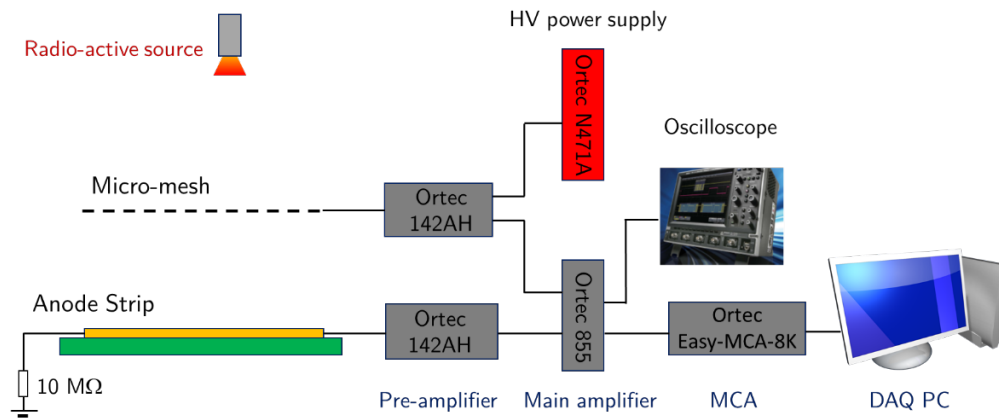 HV power supply
Radio-active source
Ortec N471A
Oscilloscope
Micro-mesh
Ortec
142AH
Anode Strip
Ortec
142AH
Ortec 855
Ortec
Easy-MCA-8K
10 MΩ
Pre-amplifier
Main amplifier
MCA
DAQ PC